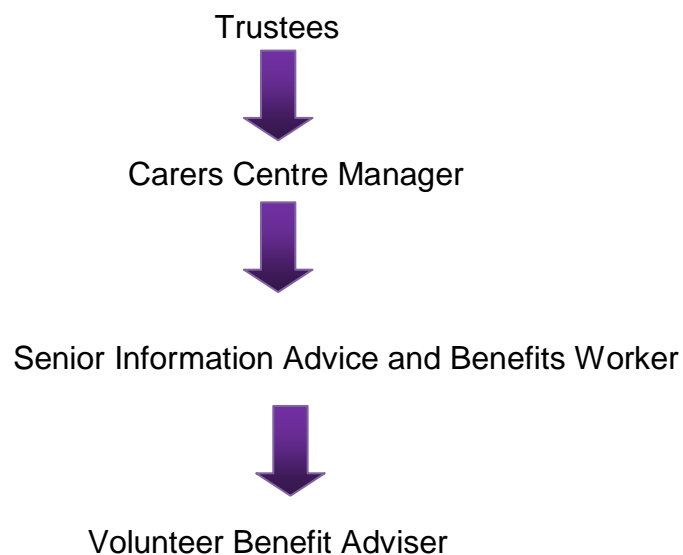 Trustees
Carers Centre Manager
Senior Information Advice and Benefits Worker
Volunteer Benefit Adviser